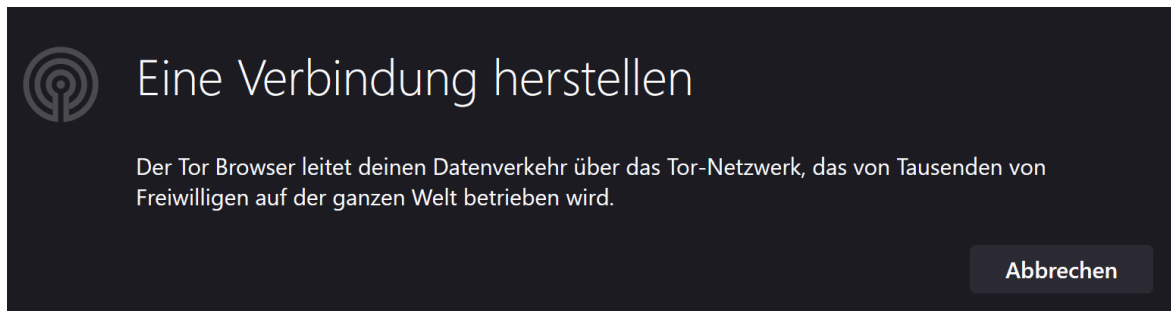 Eine Verbindung herstellen
Der Tor Browser leitet deinen Datenverkehr über das Tor-Netzwerk, das von Tausenden von
Freiwilligen auf der ganzen Welt betrieben wird.
Abbrechen